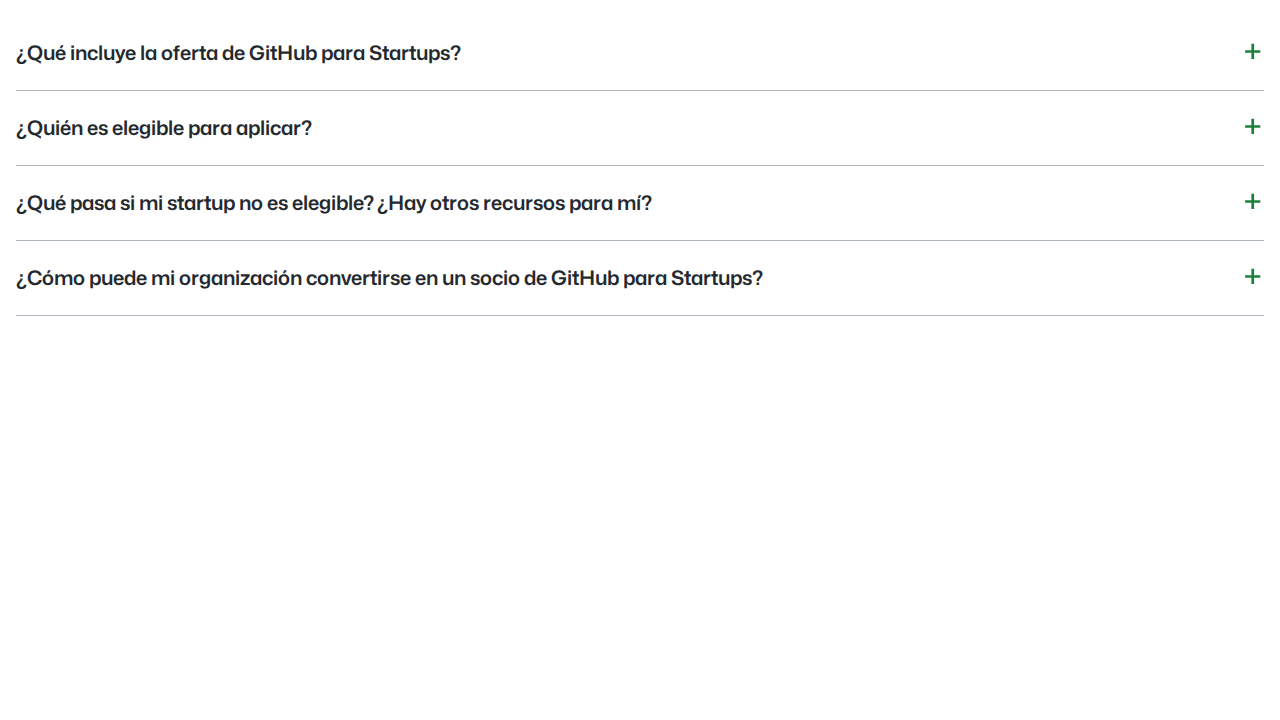 ¿Qué incluye la oferta de GitHub para Startups?
¿Quién es elegible para aplicar?
¿Qué pasa si mi startup no es elegible? ¿Hay otros recursos para mí?
¿Cómo puede mi organización convertirse en un socio de GitHub para Startups?